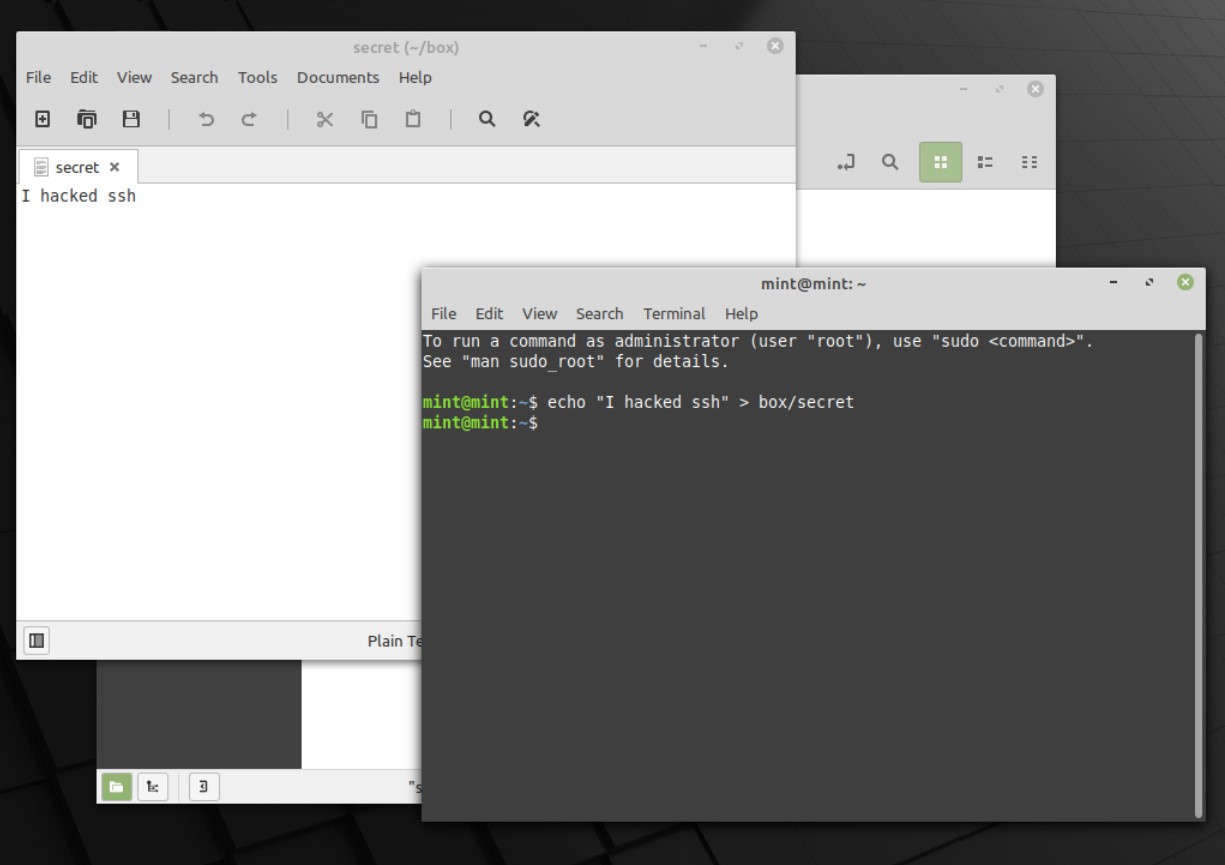 secret (~/box)
File Edit View Search Tools Documents Help
secret
I hacked ssh
Plain
mint@mint: ~
File Edit View Search Terminal Help
To run a command as administrator (user "root"), use "sudo <command>".
See "man sudo_root" for details.
mint@mint:~$ echo "I hacked ssh" > box/secret
mint@mint:~$